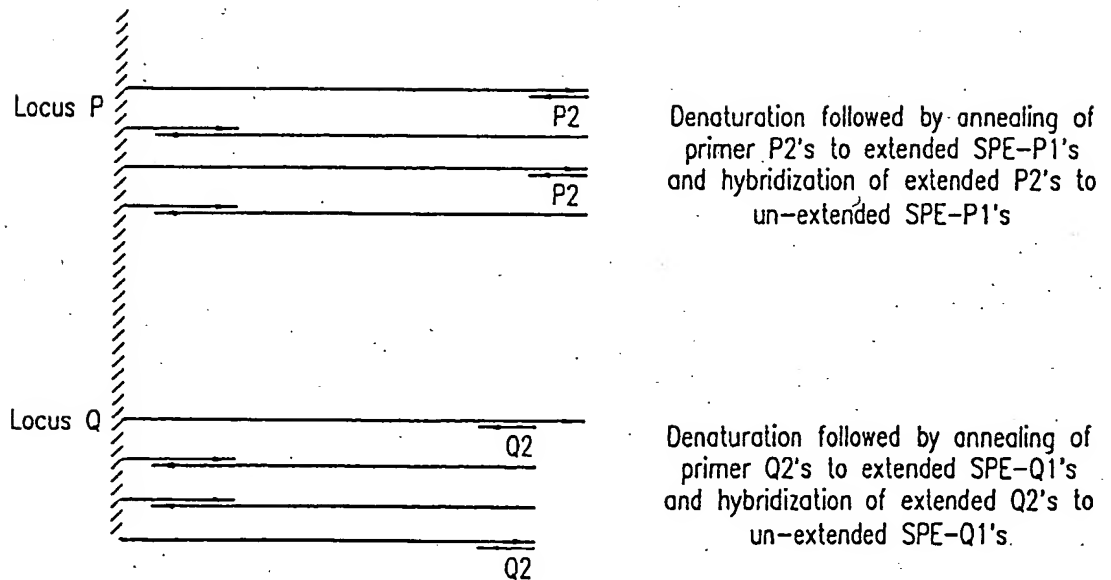 Locus P
P2
P2
Denaturation followed by annealing of
primer P2's to extended SPE-P1's
and hybridization of extended P2's to
un-extended SPE-P1's
Locus Q
Q2
Q2
Denaturation followed by annealing of
primer Q2's to extended SPE-Q1's
and hybridization of extended Q2's to
un-extended SPE-Q1's.